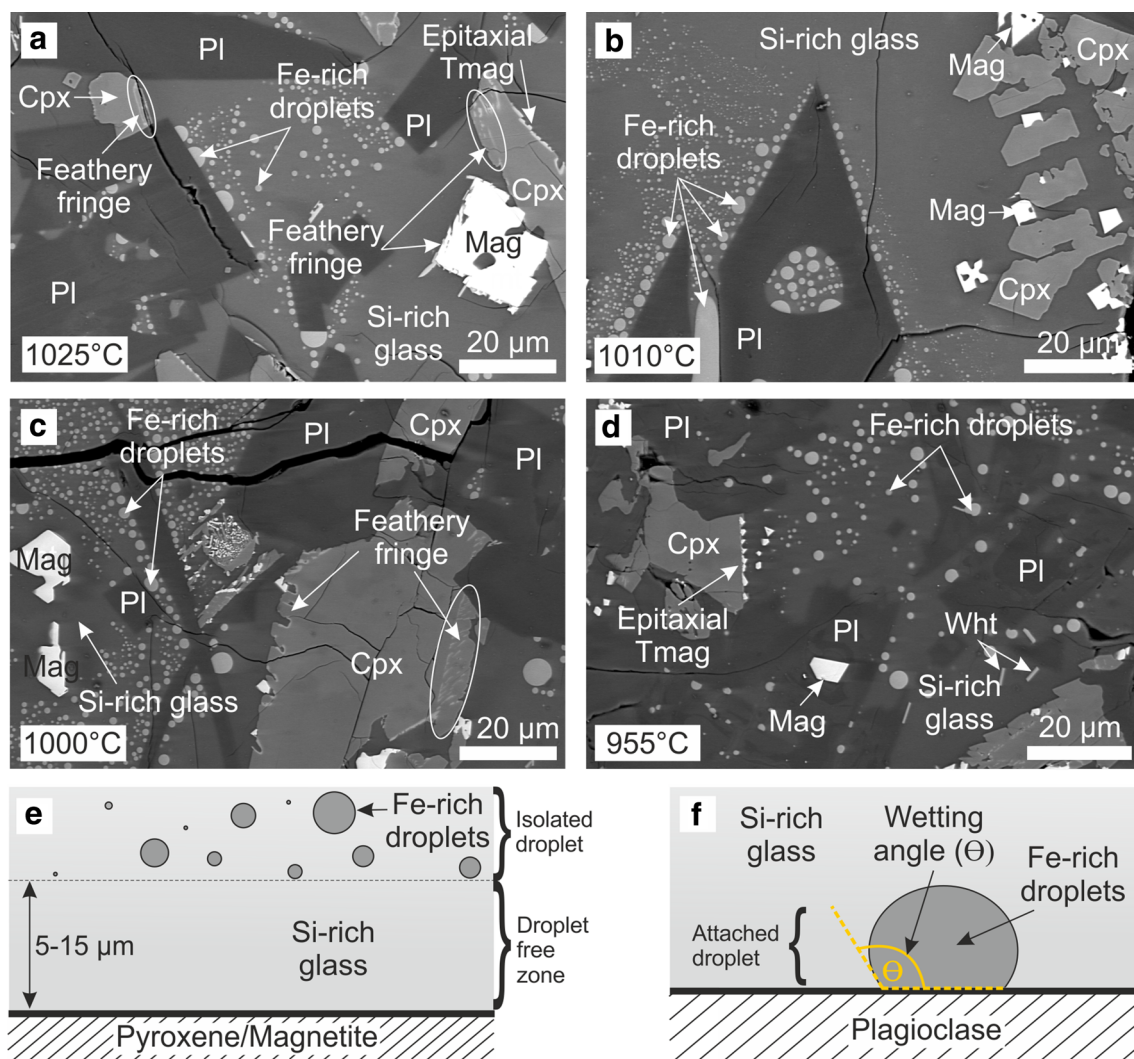 a
Pl
Epitaxial
Tmag
Fe-rich
droplets
Cpx
Pl
Feathery
fringe
Cpx
Feathery
fringe
Mag
Pl
Si-rich
glass
1025°C
20 µm
b
Si-rich glass
Mag
Cpx
Fe-rich
droplets
Mag
Cpx
Pl
1010°C
20 µm
c
Fe-rich
droplets
Pl
Cpx
Pl
Feathery
fringe
Mag
Pl
Mag
Cpx
Si-rich glass
1000°C
20 µm
d
Pl
Fe-rich droplets
Cpx
Pl
Epitaxial
Tmag
Pl
Wht
Mag
Si-rich
glass
955°C
20 µm
e
Fe-rich
droplets
Isolated
droplet
5-15 µm
Si-rich
glass
Droplet
free
zone
Pyroxene/Magnetite
f
Si-rich
glass
Wetting
angle (Θ)
Fe-rich
droplets
Attached
droplet
Θ
Plagioclase